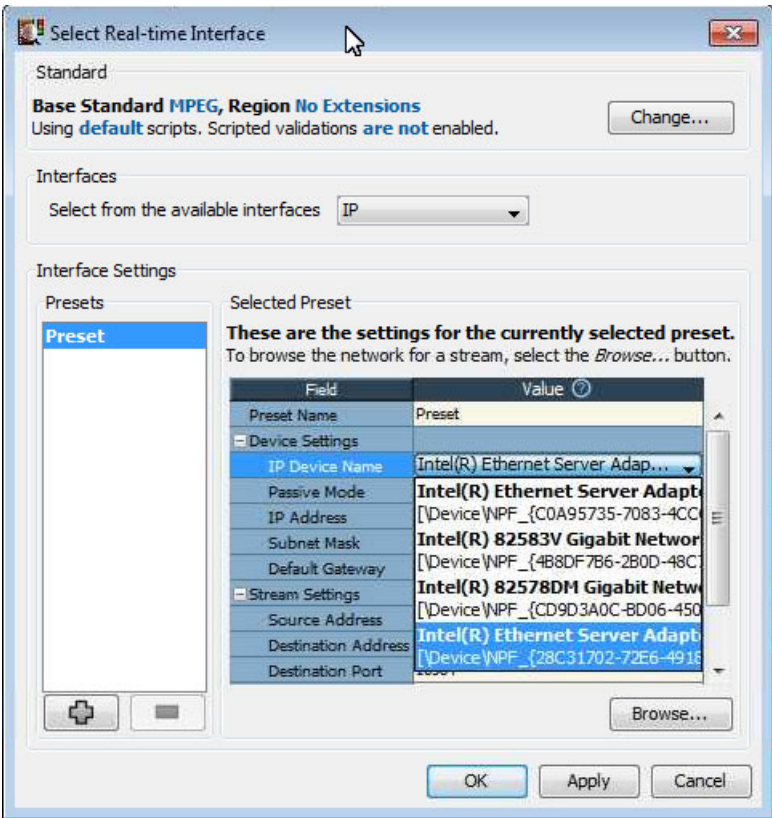 Select Real-time Interface
Standard
Base Standard MPEG, Region No Extensions
Using default scripts. Scripted validations are not enabled.
Change...
Interfaces
Select from the available interfaces IP
Interface Settings
Presets
Preset
Selected Preset
These are the settings for the currently selected preset.
To browse the network for a stream, select the Browse... button.
Field Value
Preset Name Preset
Device Settings
IP Device Name Intel(R) Ethernet Server Adap...
Passive Mode Intel(R) Ethernet Server Adapt
IP Address [\Device\NPF_{C0A95735-7083-4CC
Subnet Mask Intel(R) 82583V Gigabit Networ
Default Gateway [\Device\NPF_{4B8DF7B6-2B0D-48C
Stream Settings Intel(R) 82578DM Gigabit Netw
Source Address [\Device\NPF_{CD9D3A0C-BD06-450
Destination Address Intel(R) Ethernet Server Adapt
[\Device\NPF_{28C31702-72E6-4918
Destination Port
Browse...
OK Apply Cancel